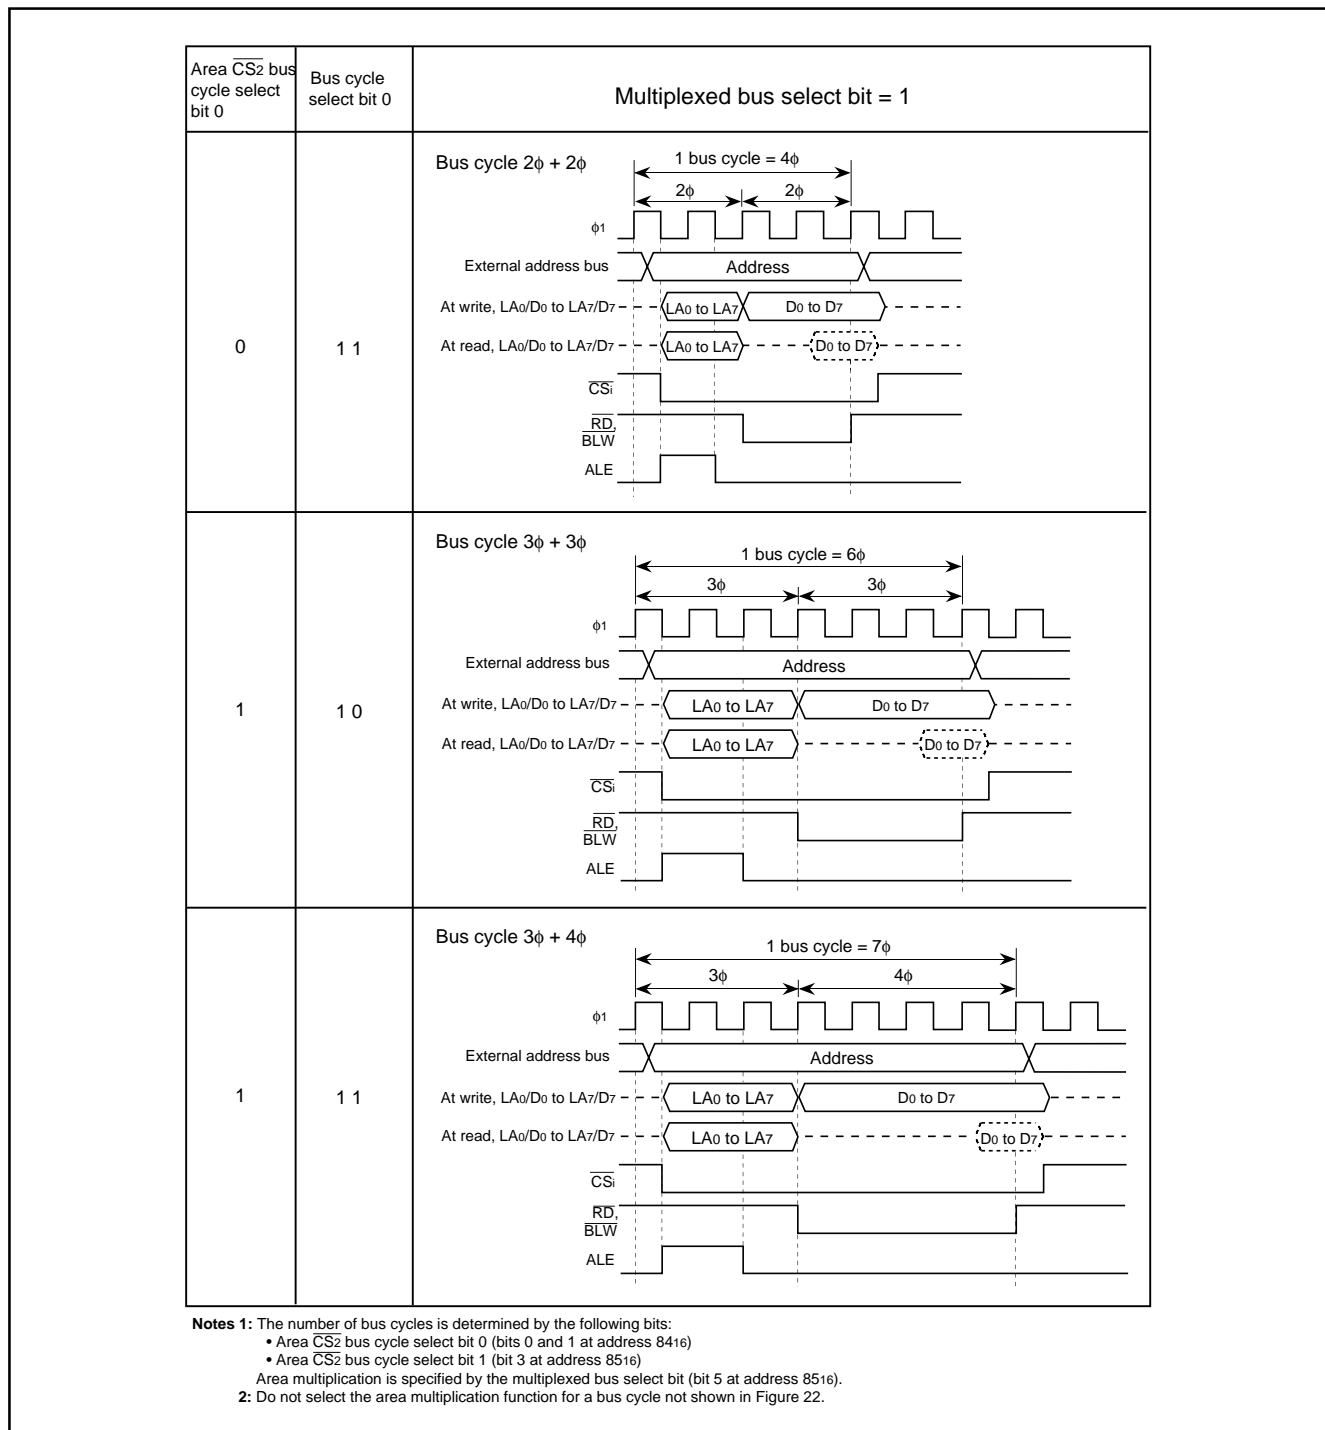 Area CS2 bus
cycle select
bit 0
Bus cycle
select bit 0
Multiplexed bus select bit = 1
0
1 1
Bus cycle 2ϕ + 2ϕ
1 bus cycle = 4ϕ
2ϕ
2ϕ
ϕ1
External address bus
Address
At write, LA0/D0 to LA7/D7
LA0 to LA7
D0 to D7
At read, LA0/D0 to LA7/D7
LA0 to LA7
D0 to D7
CSi
RD,
BLW
ALE
1
1 0
Bus cycle 3ϕ + 3ϕ
1 bus cycle = 6ϕ
3ϕ
3ϕ
ϕ1
External address bus
Address
At write, LA0/D0 to LA7/D7
LA0 to LA7
D0 to D7
At read, LA0/D0 to LA7/D7
LA0 to LA7
D0 to D7
CSi
RD,
BLW
ALE
1
1 1
Bus cycle 3ϕ + 4ϕ
1 bus cycle = 7ϕ
3ϕ
4ϕ
ϕ1
External address bus
Address
At write, LA0/D0 to LA7/D7
LA0 to LA7
D0 to D7
At read, LA0/D0 to LA7/D7
LA0 to LA7
D0 to D7
CSi
RD,
BLW
ALE
Notes 1: The number of bus cycles is determined by the following bits:
• Area CS2 bus cycle select bit 0 (bits 0 and 1 at address 8416)
• Area CS2 bus cycle select bit 1 (bit 3 at address 8516)
Area multiplication is specified by the multiplexed bus select bit (bit 5 at address 8516).
2: Do not select the area multiplication function for a bus cycle not shown in Figure 22.